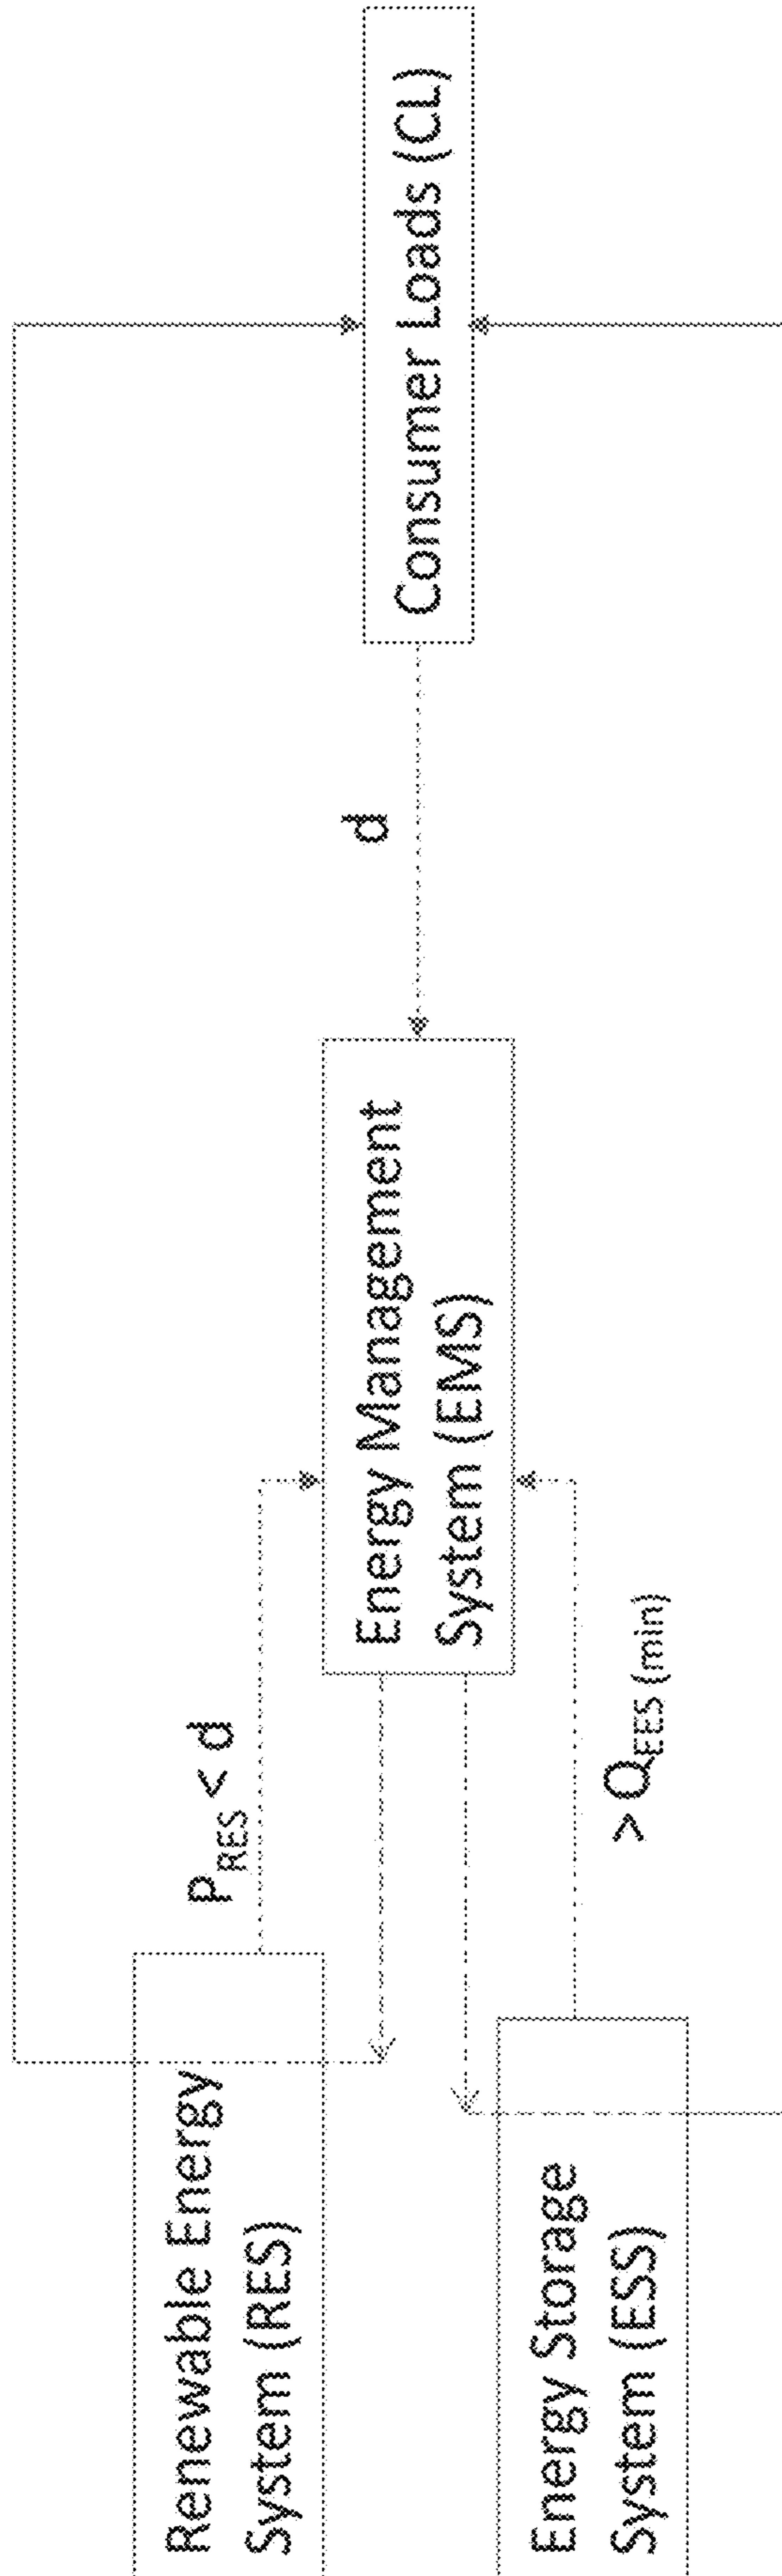 Renewable Energy
System (RES)
P_RES < d
Energy Management
System (EMS)
d
Consumer Loads (CL)
Energy Storage
System (ESS)
> Q_EES (min)